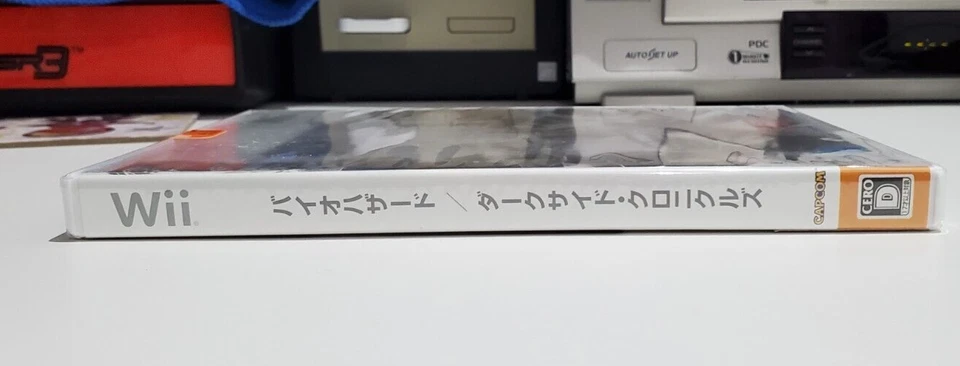 AUTO SET UP
PDC
Wii
バイオハザード / ダークサイド・クロニクルズ
CAPCOM
CERO
D